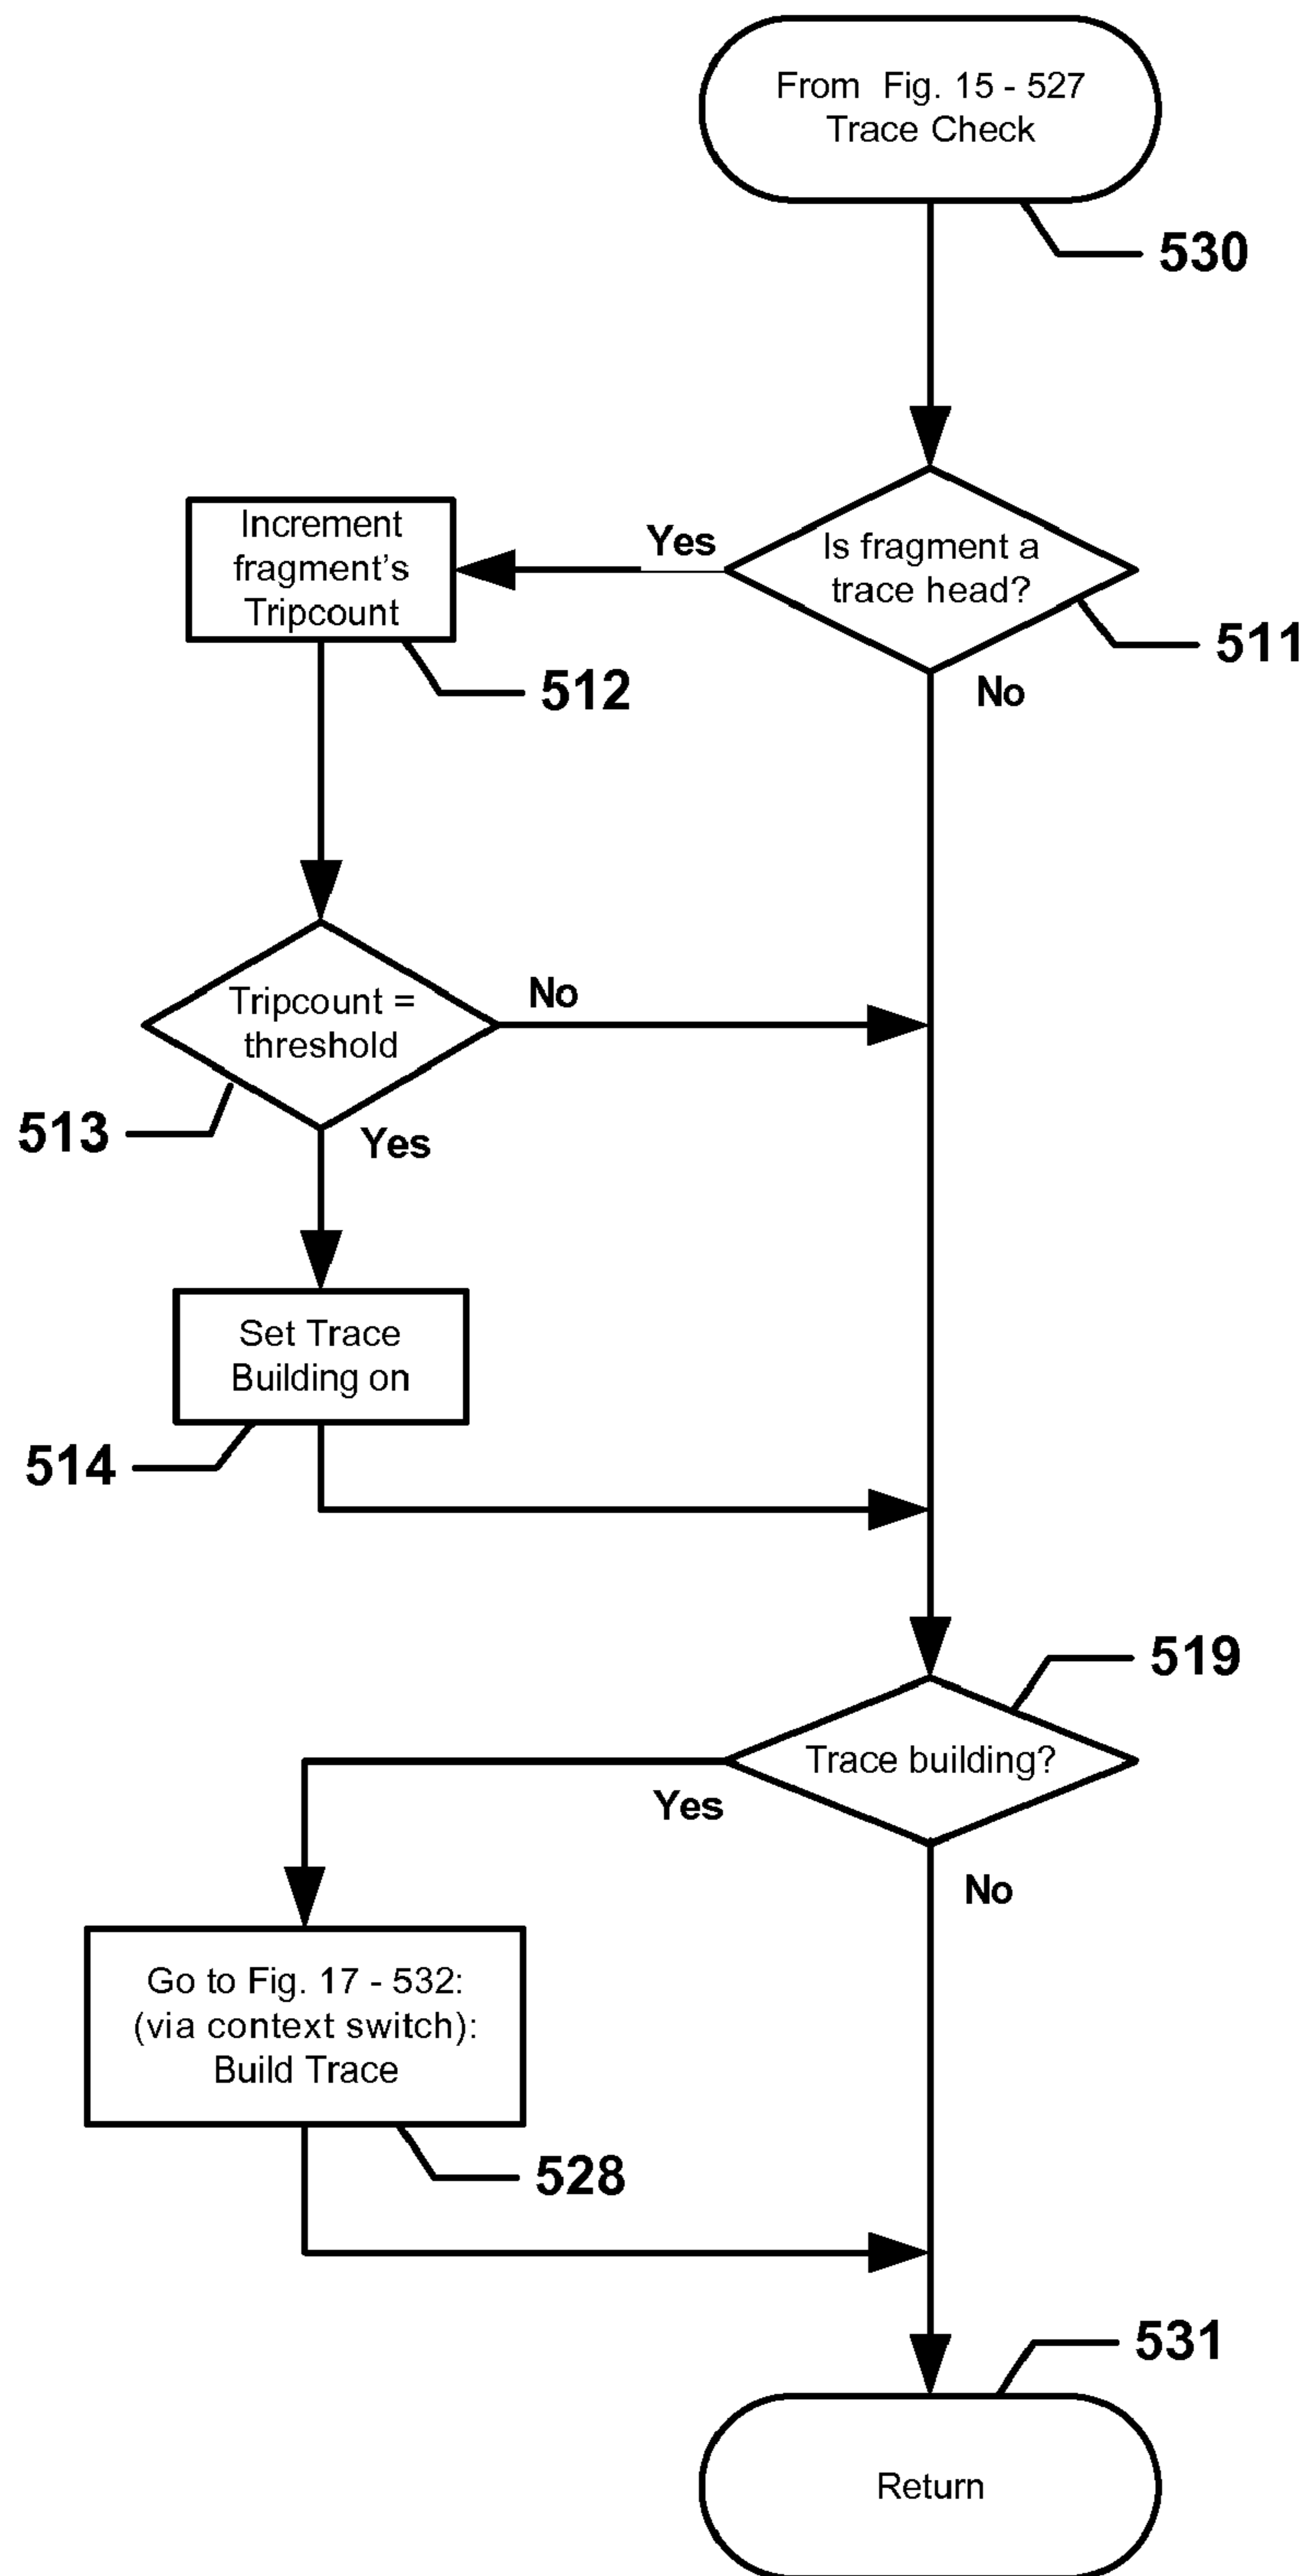 From Fig. 15 - 527
Trace Check
530
Is fragment a
trace head?
511
Yes
No
Increment
fragment's
Tripcount
512
Tripcount =
threshold
513
No
Yes
Set Trace
Building on
514
519
Trace building?
Yes
No
Go to Fig. 17 - 532:
(via context switch):
Build Trace
528
531
Return